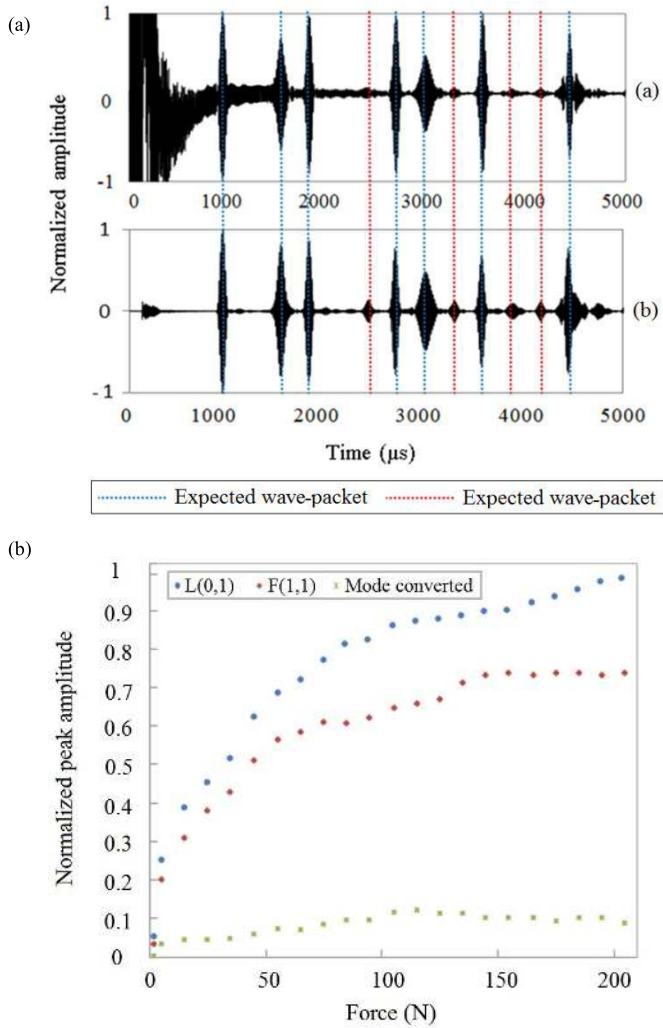 (a)
Normalized amplitude
1
0
-1
(a)
0 1000 2000 3000 4000 5000
1
0
-1
(b)
0 1000 2000 3000 4000 5000
Time (μs)
Expected wave-packet Expected wave-packet
(b)
Normalized peak amplitude
L(0,1) F(1,1) Mode converted
1
0.9
0.8
0.7
0.6
0.5
0.4
0.3
0.2
0.1
0
0 50 100 150 200
Force (N)